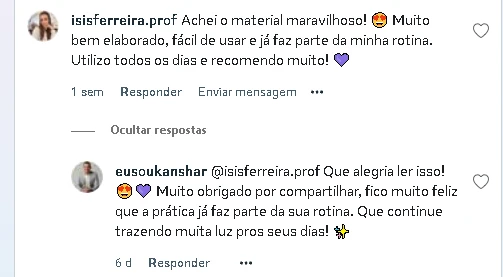 isisferreira.prof Achei o material maravilhoso! 😍 Muito
bem elaborado, fácil de usar e já faz parte da minha rotina.
Utilizo todos os dias e recomendo muito! 💜
1 sem Responder Enviar mensagem •••
Ocultar respostas
eusoukanshar @isisferreira.prof Que alegria ler isso!
😍💜 Muito obrigado por compartilhar, fico muito feliz
que a prática já faz parte da sua rotina. Que continue
trazendo muita luz pros seus dias! ✨
6 d Responder •••